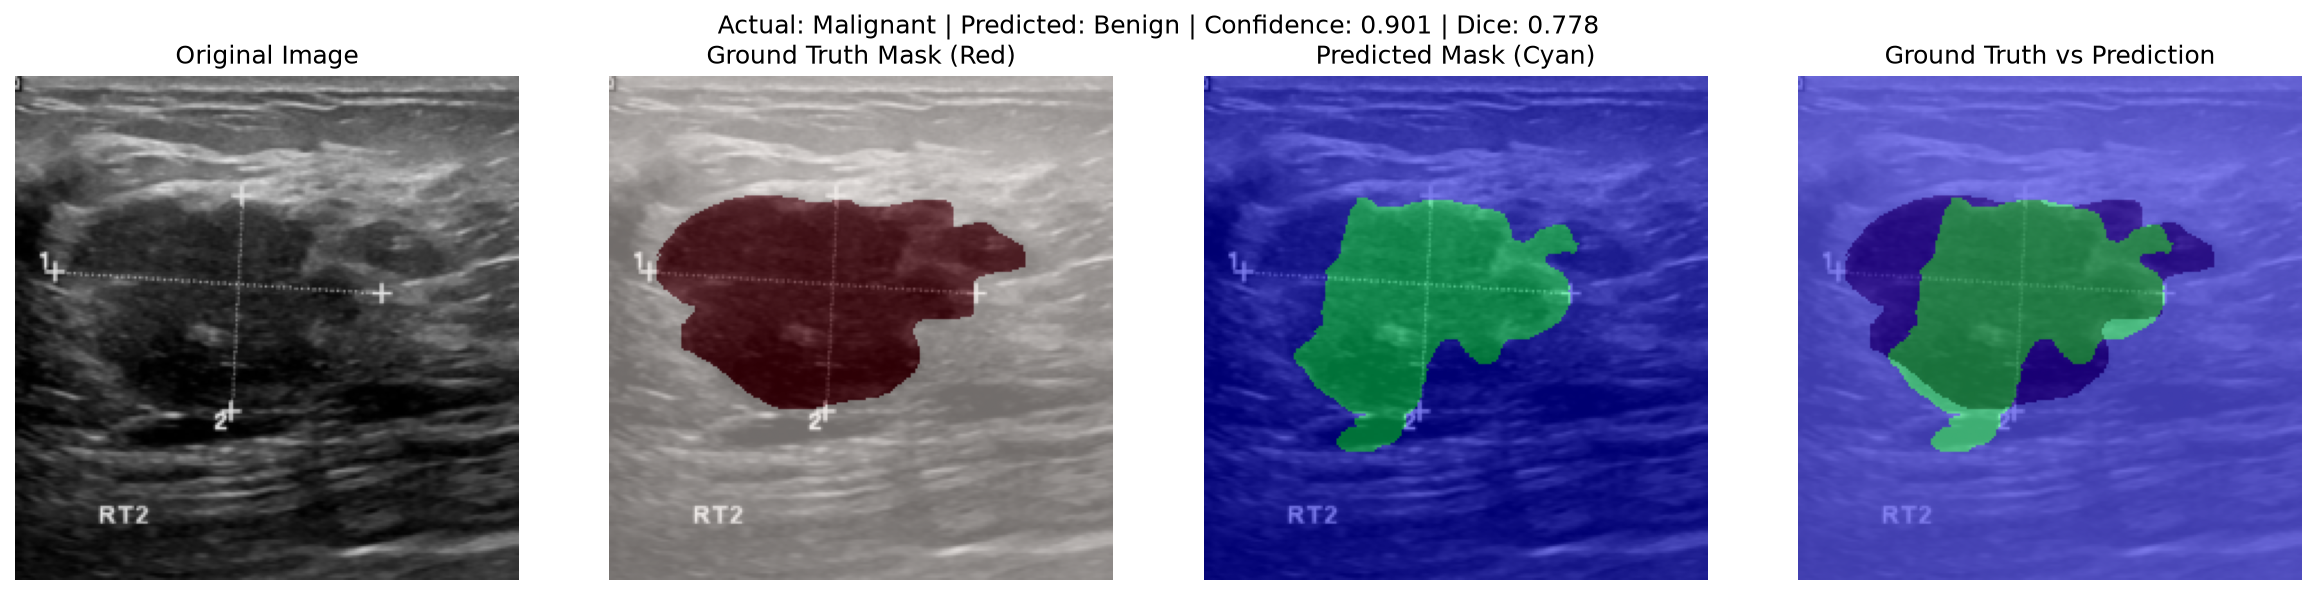 Actual: Malignant | Predicted: Benign | Confidence: 0.901 | Dice: 0.778
Original Image
Ground Truth Mask (Red)
Predicted Mask (Cyan)
Ground Truth vs Prediction
1
2
RT2
1
2
RT2
1
2
RT2
1
2
RT2